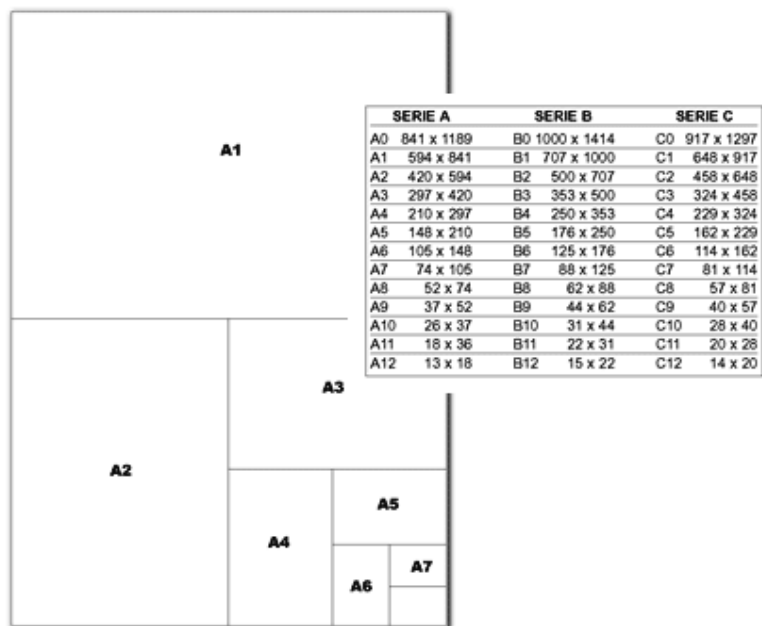 A1
SERIE A SERIE B SERIE C
A0 841 x 1189 B0 1000 x 1414 C0 917 x 1297
A1 594 x 841 B1 707 x 1000 C1 648 x 917
A2 420 x 594 B2 500 x 707 C2 458 x 648
A3 297 x 420 B3 353 x 500 C3 324 x 458
A4 210 x 297 B4 250 x 353 C4 229 x 324
A5 148 x 210 B5 176 x 250 C5 162 x 229
A6 105 x 148 B6 125 x 176 C6 114 x 162
A7 74 x 105 B7 88 x 125 C7 81 x 114
A8 52 x 74 B8 62 x 88 C8 57 x 81
A9 37 x 52 B9 44 x 62 C9 40 x 57
A10 26 x 37 B10 31 x 44 C10 28 x 40
A11 18 x 36 B11 22 x 31 C11 20 x 28
A12 13 x 18 B12 15 x 22 C12 14 x 20
A3
A2
A5
A4
A7
A6